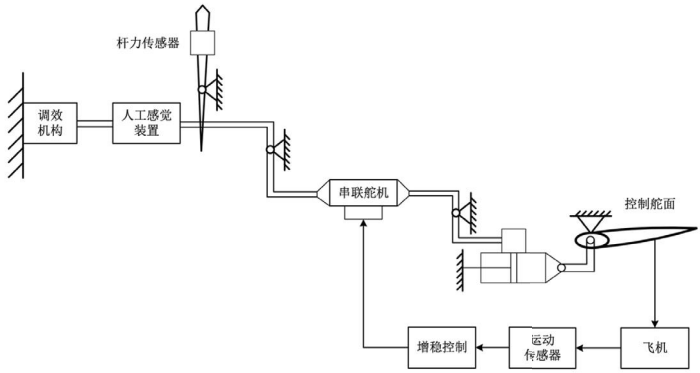 杆力传感器
调效
机构
人工感觉
装置
串联舵机
控制舵面
增稳控制
运动
传感器
飞机